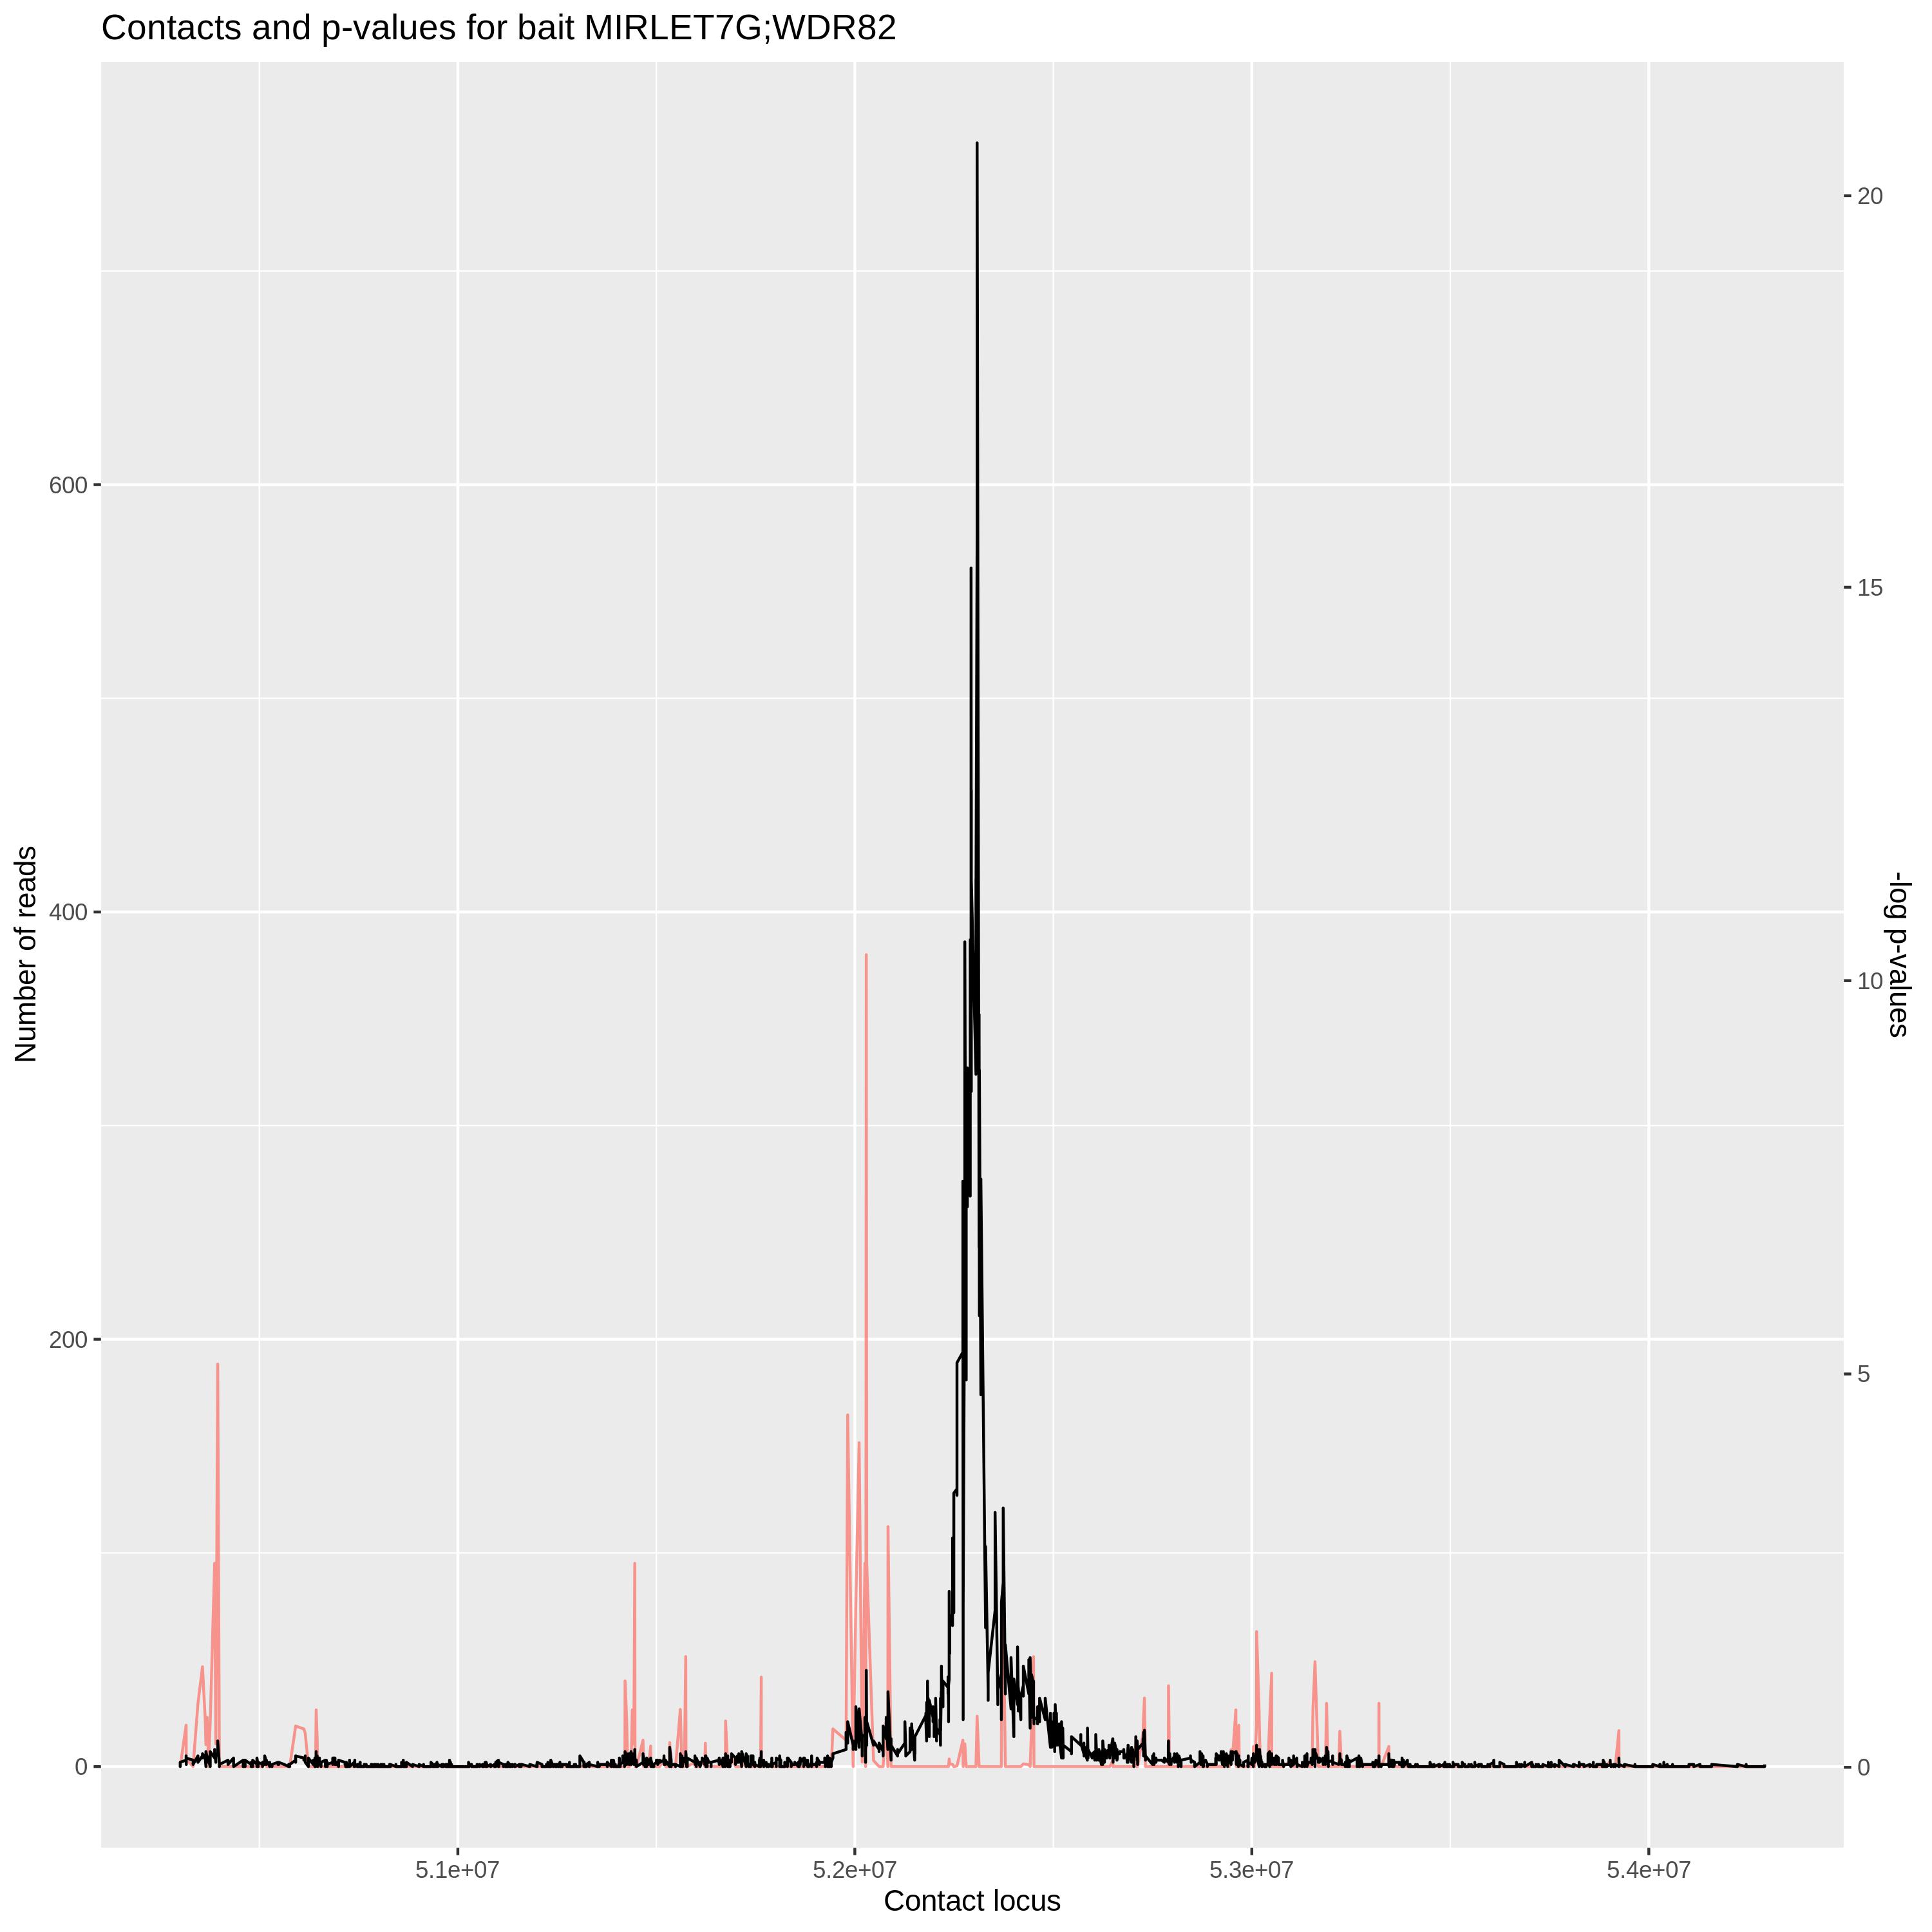 Contacts and p-values for bait MIRLET7G;WDR82
Number of reads
600
400
200
0
20
15
10
5
0
-log p-values
5.1e+07
5.2e+07
5.3e+07
5.4e+07
Contact locus